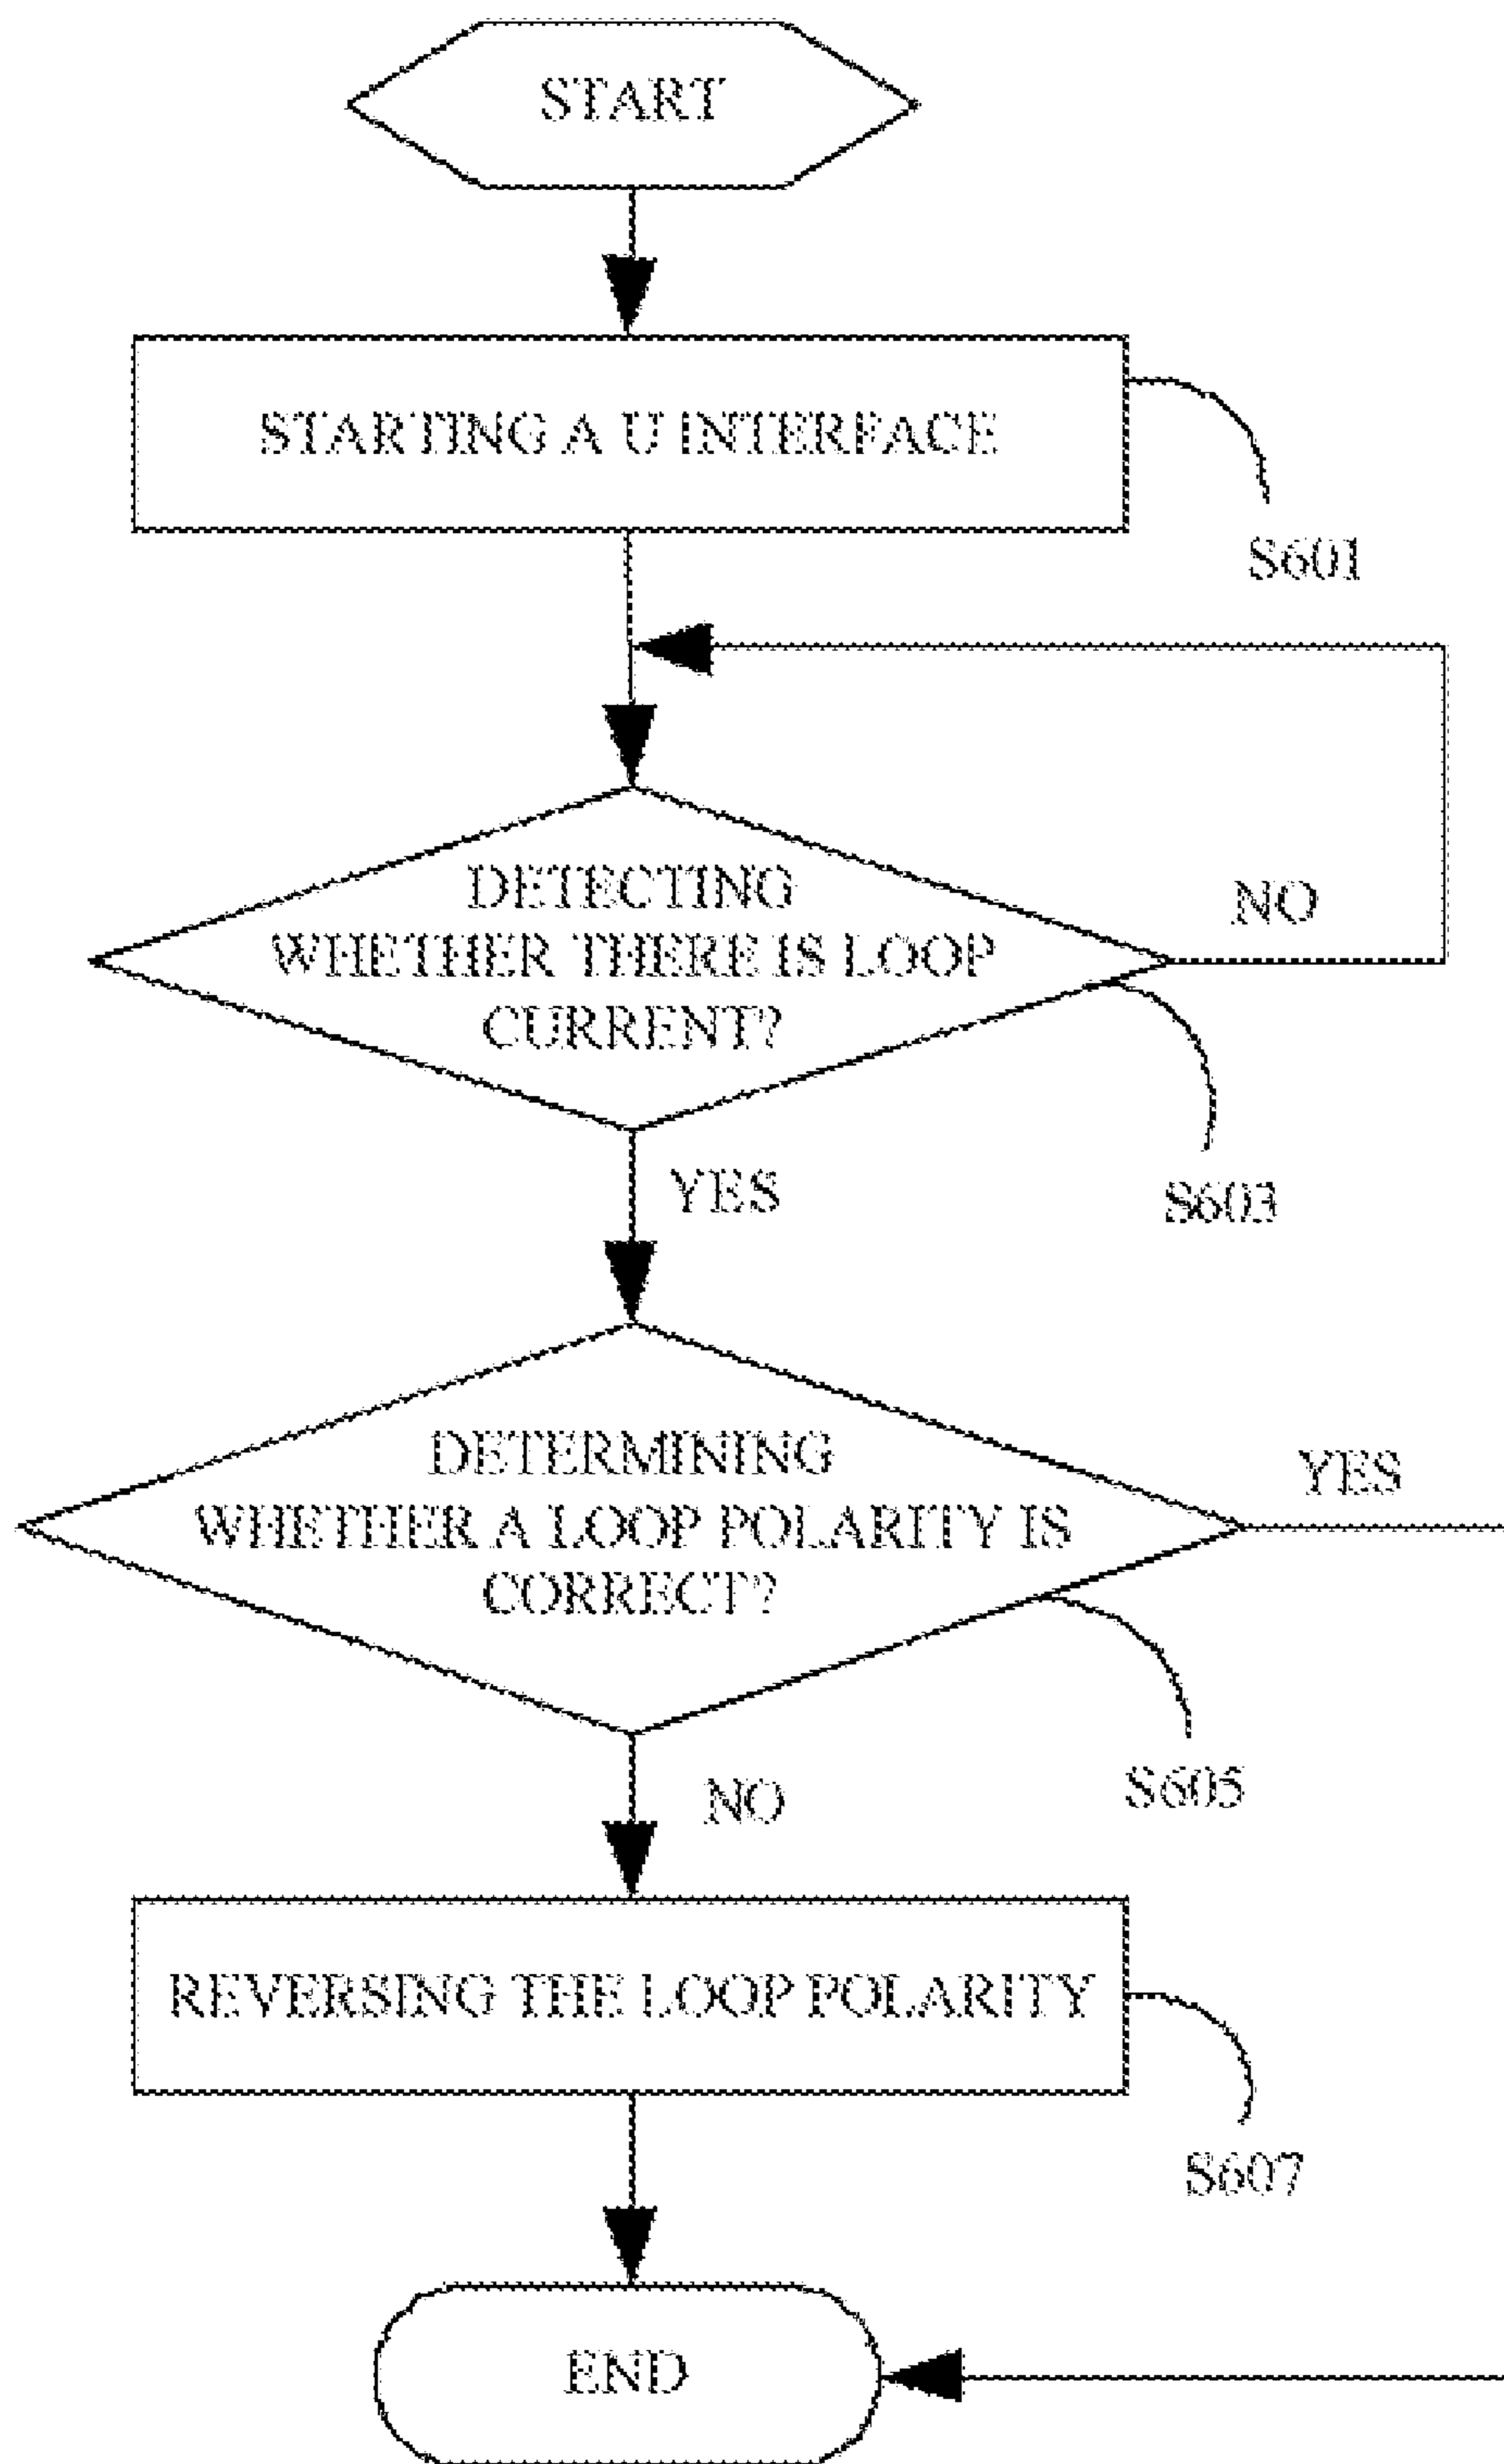 START
STARTING A U INTERFACE
S601
DETECTING
WHETHER THERE IS LOOP
CURRENT?
NO
S603
YES
DETERMINING
WHETHER A LOOP POLARITY IS
CORRECT?
YES
S605
NO
REVERSING THE LOOP POLARITY
S607
END